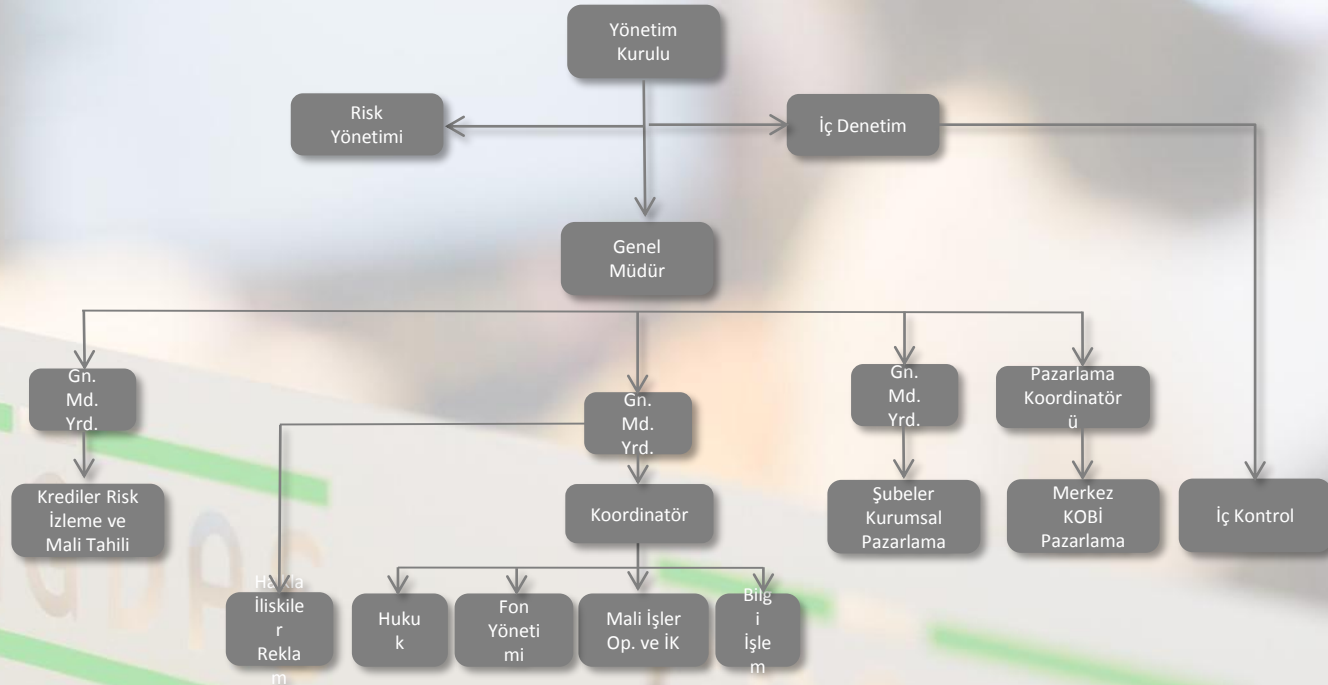 Yönetim
Kurulu
Risk
Yönetimi
İç Denetim
Genel
Müdür
Gn.
Md.
Yrd.
Gn.
Md.
Yrd.
Gn.
Md.
Yrd.
Pazarlama
Koordinatör
ü
Krediler Risk
İzleme ve
Mali Tahili
Koordinatör
Şubeler
Kurumsal
Pazarlama
Merkez
KOBİ
Pazarlama
İç Kontrol
Halkla
İliskile
r
Rekla
m
Huku
k
Fon
Yöneti
mi
Mali İşler
Op. ve İK
Bilg
i
İşle
m